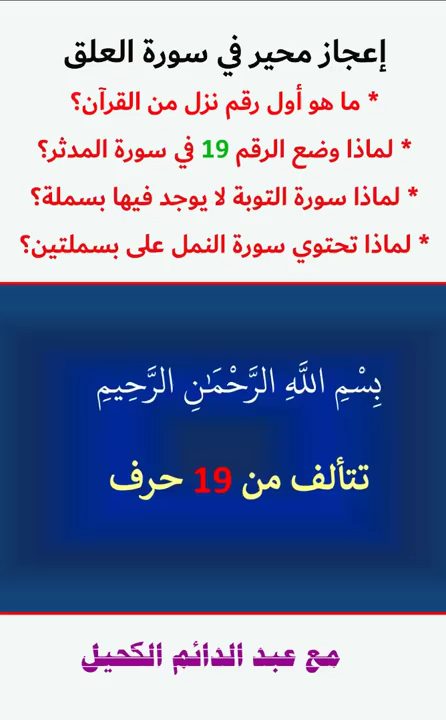 إعجاز محير في سورة العلق
* ما هو أول رقم نزل من القرآن؟
* لماذا وضع الرقم 19 في سورة المدثر؟
* لماذا سورة التوبة لا يوجد فيها بسملة؟
* لماذا تحتوي سورة النمل على بسملتين؟
بِسْمِ اللَّهِ الرَّحْمَٰنِ الرَّحِيمِ
تتألف من 19 حرف
مع عبد الدائم الكحيل